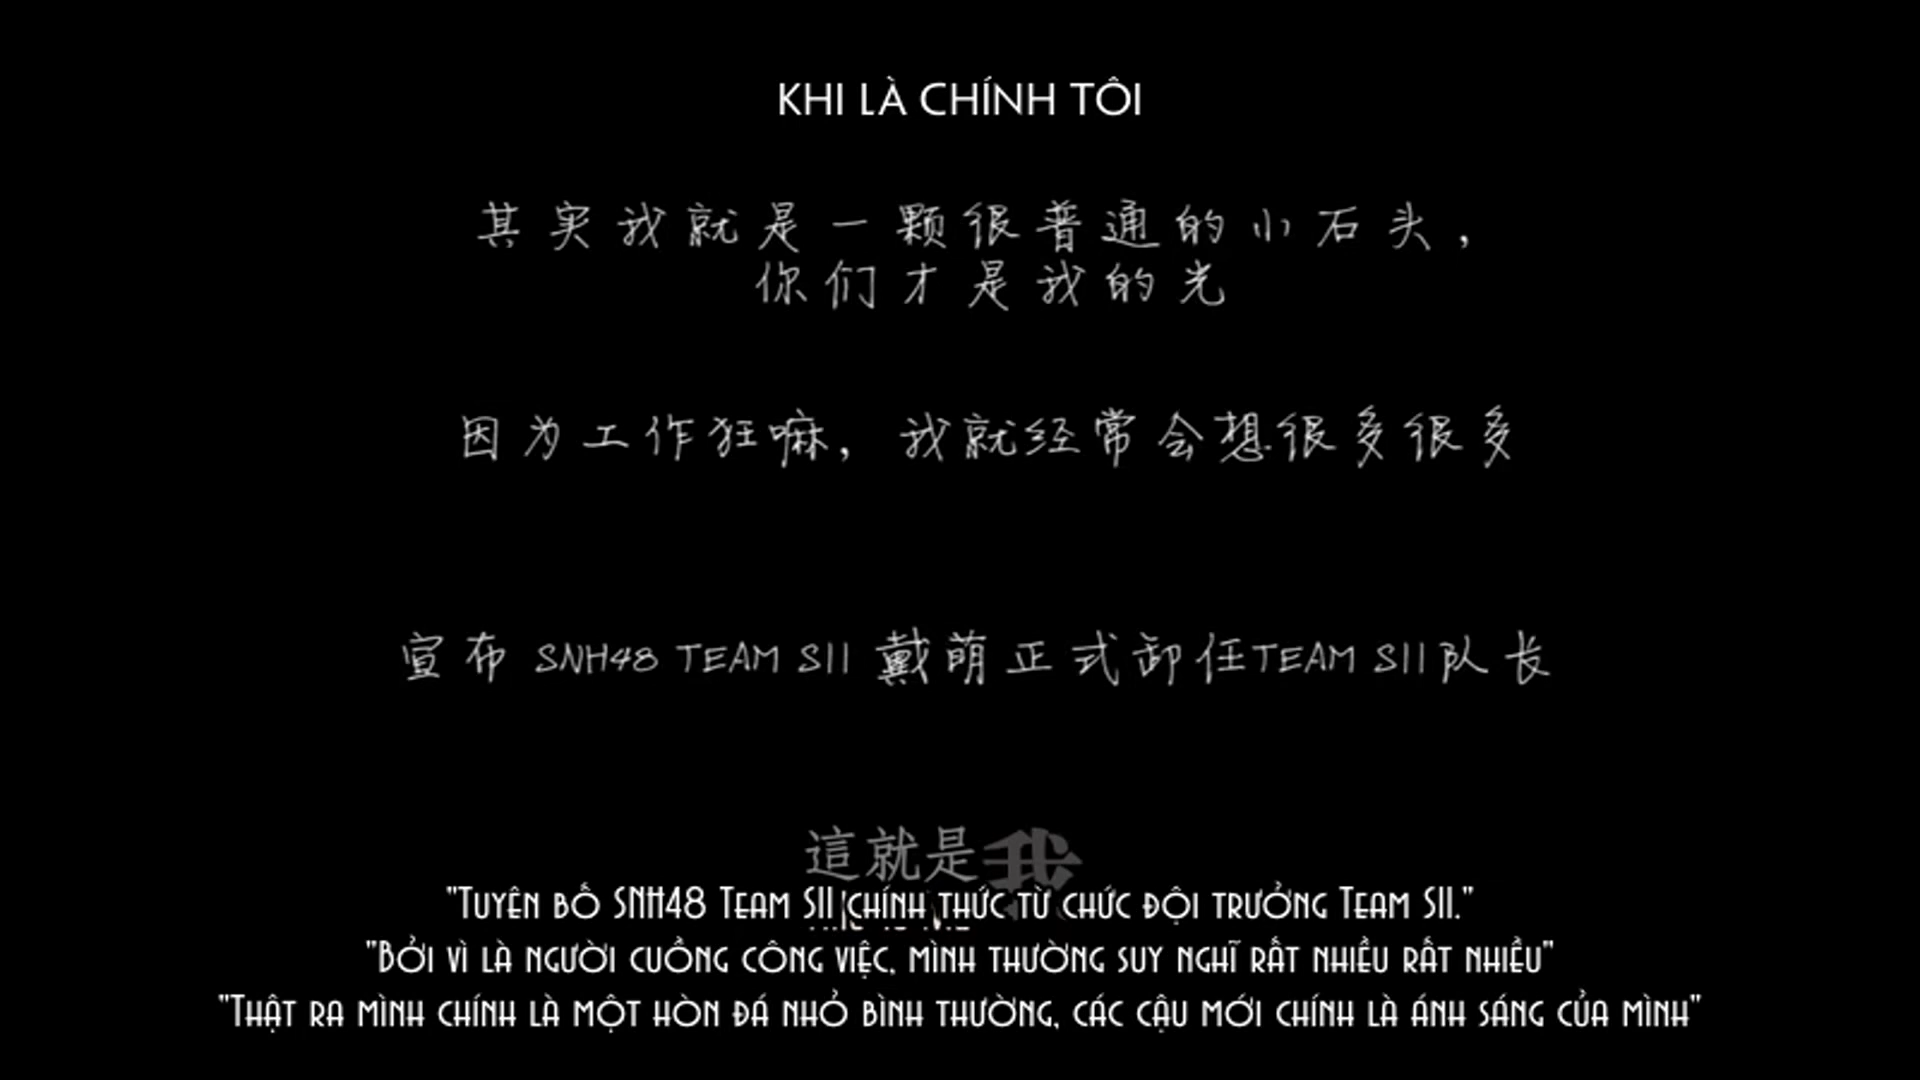 KHI LÀ CHÍNH TÔI
其实我就是一颗很普通的小石头，
你们才是我的光
因为工作狂嘛，我就经常会想很多很多
宣布 SNH48 TEAM SII 戴萌正式卸任TEAM SII队长
這就是我
"Tuyên bố SNH48 Team SII chính thức từ chức đội trưởng Team SII."
"Bởi vì là người cuồng công việc, mình thường suy nghĩ rất nhiều rất nhiều"
"Thật ra mình chính là một hòn đá nhỏ bình thường, các cậu mới chính là ánh sáng của mình"